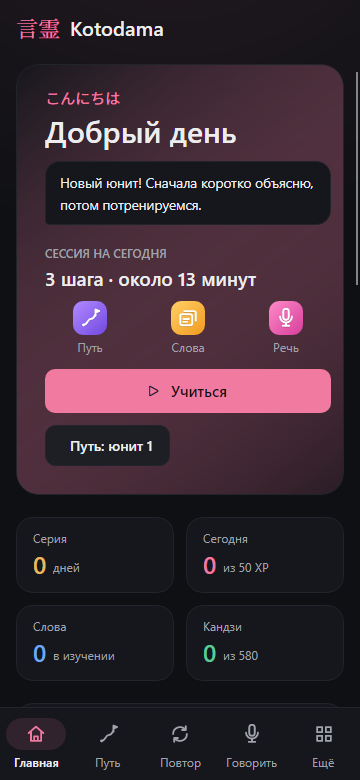 言霊 Kotodama
こんにちは
Добрый день
Новый юнит! Сначала коротко объясню,
потом потренируемся.
СЕССИЯ НА СЕГОДНЯ
3 шага · около 13 минут
Путь Слова Речь
Учиться
Путь: юнит 1
Серия
0 дней
Сегодня
0 из 50 XP
Слова
0 в изучении
Кандзи
0 из 580
Главная Путь Повтор Говорить Ещё